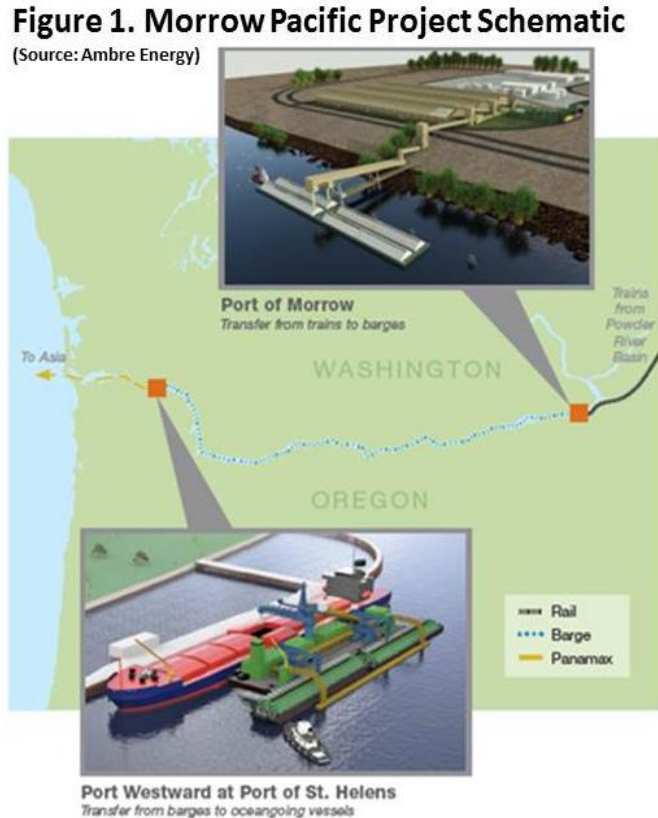 Figure 1. Morrow Pacific Project Schematic
(Source: Ambre Energy)
Port of Morrow
Transfer from trains to barges
Trains
from
Powder
River
Basin
To Asia
WASHINGTON
OREGON
Rail
Barge
Panamax
Port Westward at Port of St. Helens
Transfer from barges to oceangoing vessels